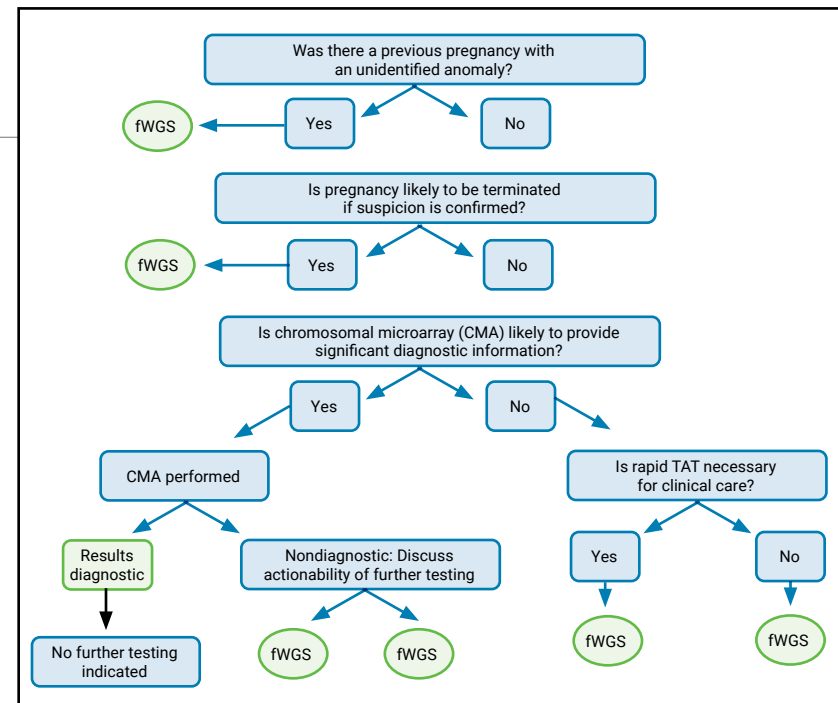 Was there a previous pregnancy with
an unidentified anomaly?
fWGS
Yes
No
Is pregnancy likely to be terminated
if suspicion is confirmed?
fWGS
Yes
No
Is chromosomal microarray (CMA) likely to provide
significant diagnostic information?
Yes
No
CMA performed
Is rapid TAT necessary
for clinical care?
Results
diagnostic
Nondiagnostic: Discuss
actionability of further testing
Yes
No
No further testing
indicated
fWGS
fWGS
fWGS
fWGS